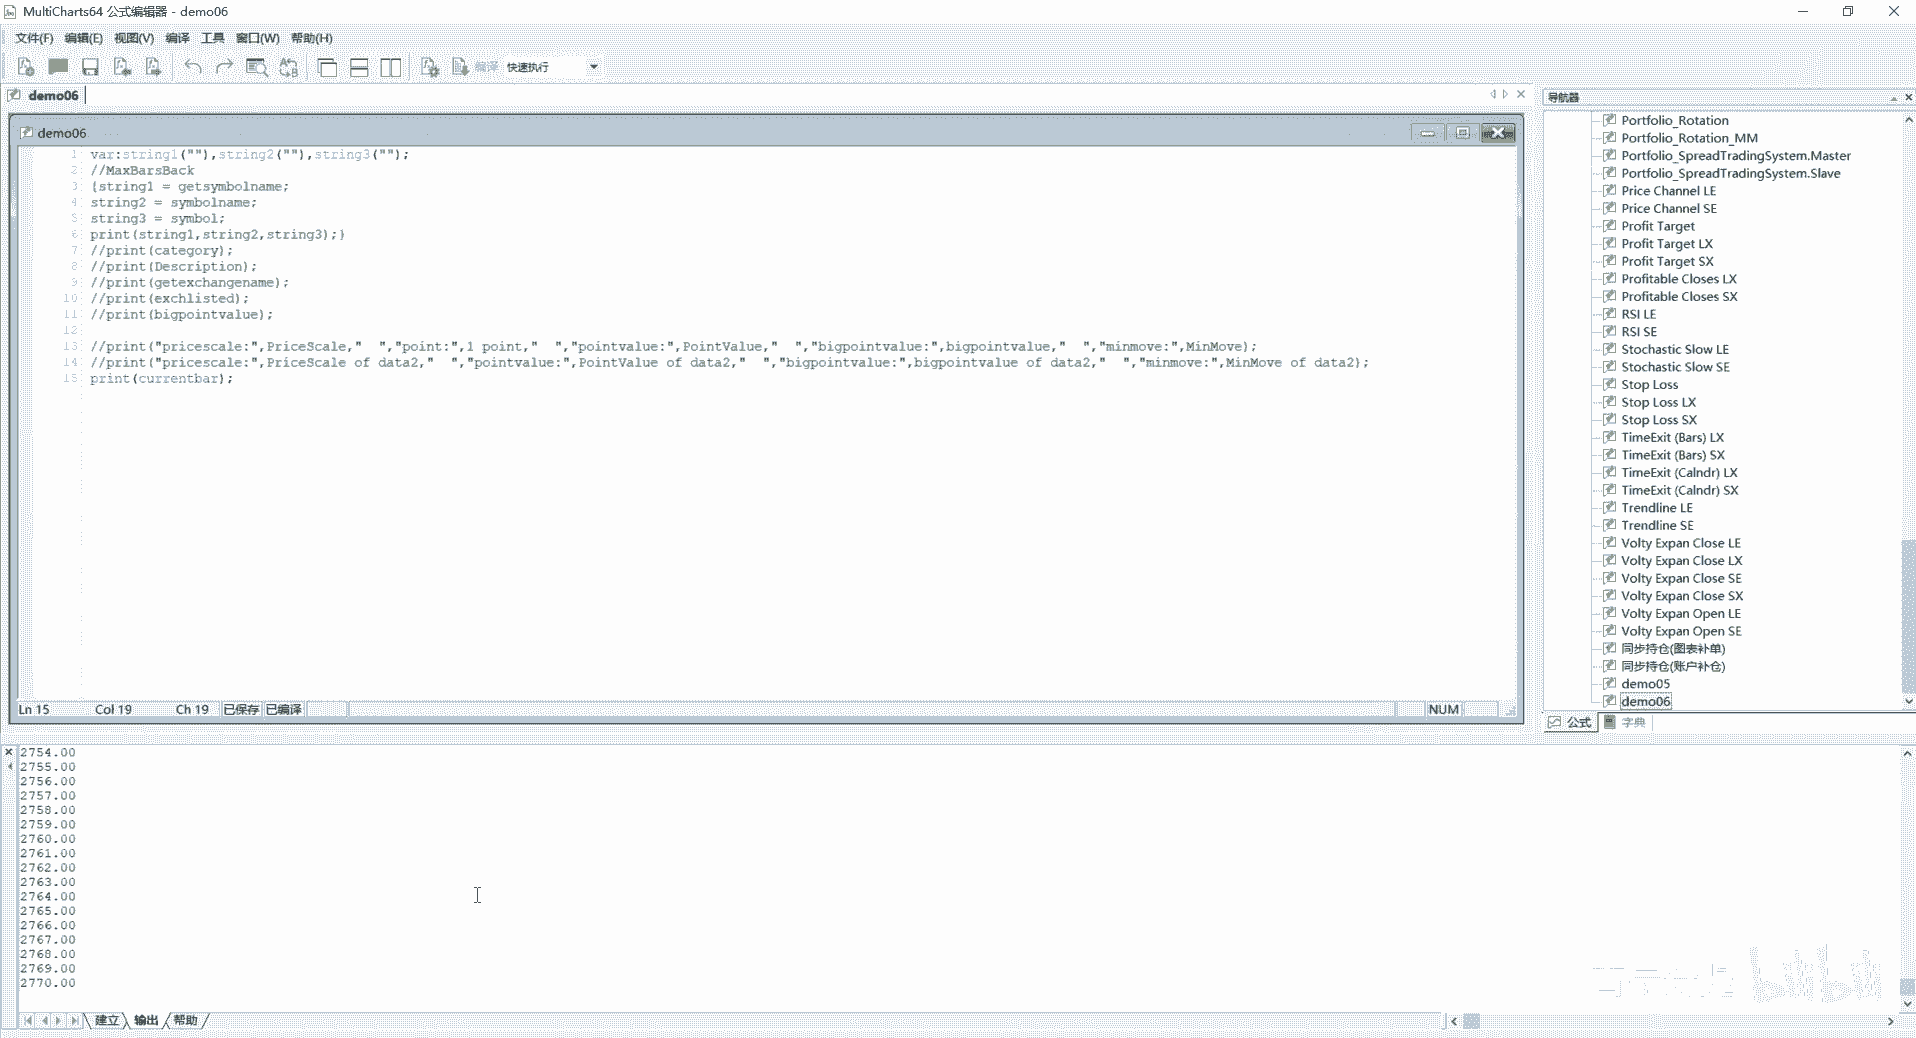 MultiCharts64 公式编辑器 - demo06
文件(F) 编辑(E) 视图(V) 编译 工具 窗口(W) 帮助(H)
编译 快速执行
demo06
导航器
demo06
1 var:string1(""),string2(""),string3("");
2 //MaxBarsBack
3 {string1 = getsymbolname;
4 string2 = symbolname;
5 string3 = symbol;
6 print(string1,string2,string3);}
7 //print(category);
8 //print(Description);
9 //print(getexchangename);
10 //print(exchlisted);
11 //print(bigpointvalue);
12
13 //print("pricescale:",PriceScale,"  ","point:",1 point,"  ","pointvalue:",PointValue,"  ","bigpointvalue:",bigpointvalue,"  ","minmove:",MinMove);
14 //print("pricescale:",PriceScale of data2,"  ","pointvalue:",PointValue of data2,"  ","bigpointvalue:",bigpointvalue of data2,"  ","minmove:",MinMove of data2);
15 print(currentbar);
Ln 15 Col 19 Ch 19 已保存 已编译 NUM
Portfolio_Rotation
Portfolio_Rotation_MM
Portfolio_SpreadTradingSystem.Master
Portfolio_SpreadTradingSystem.Slave
Price Channel LE
Price Channel SE
Profit Target
Profit Target LX
Profit Target SX
Profitable Closes LX
Profitable Closes SX
RSI LE
RSI SE
Stochastic Slow LE
Stochastic Slow SE
Stop Loss
Stop Loss LX
Stop Loss SX
TimeExit (Bars) LX
TimeExit (Bars) SX
TimeExit (Calndr) LX
TimeExit (Calndr) SX
Trendline LE
Trendline SE
Volty Expan Close LE
Volty Expan Close LX
Volty Expan Close SE
Volty Expan Close SX
Volty Expan Open LE
Volty Expan Open SE
同步持仓(图表补单)
同步持仓(账户补仓)
demo05
demo06
公式 字典
2754.00
2755.00
2756.00
2757.00
2758.00
2759.00
2760.00
2761.00
2762.00
2763.00
2764.00
2765.00
2766.00
2767.00
2768.00
2769.00
2770.00
建立 输出 帮助
bilibili